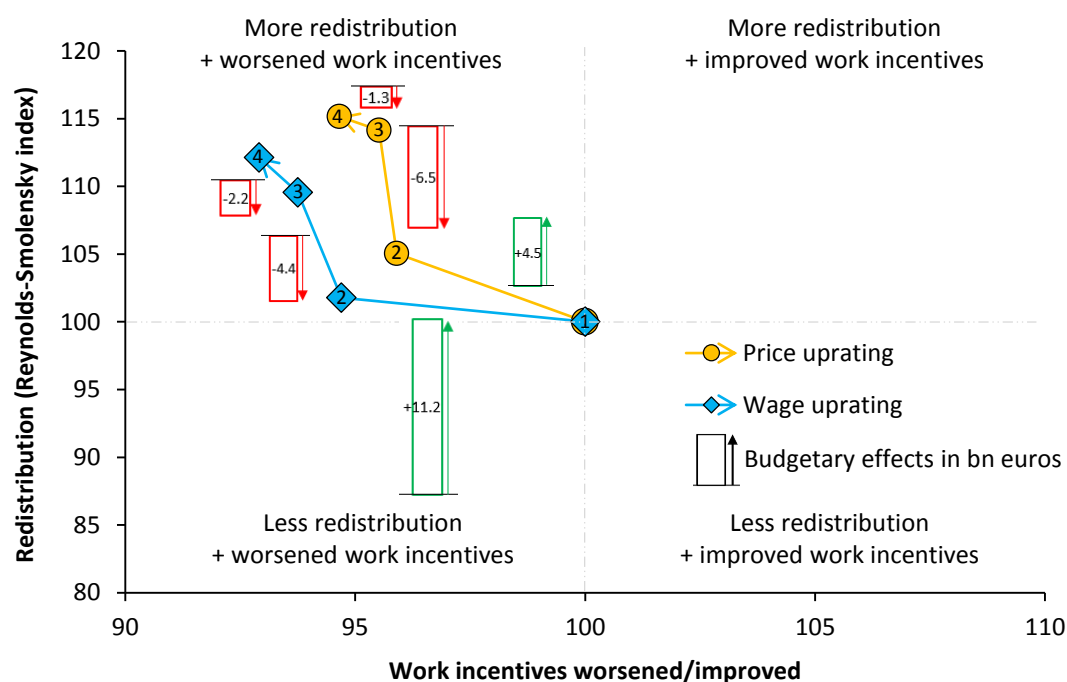 More redistribution
+ worsened work incentives
More redistribution
+ improved work incentives
120
115
110
105
100
95
90
85
80
Redistribution (Reynolds-Smolensky index)
-1.3
4
3
-6.5
2
+4.5
4
3
-2.2
-4.4
2
1
+11.2
Price uprating
Wage uprating
Budgetary effects in bn euros
Less redistribution
+ worsened work incentives
Less redistribution
+ improved work incentives
90
95
100
105
110
Work incentives worsened/improved